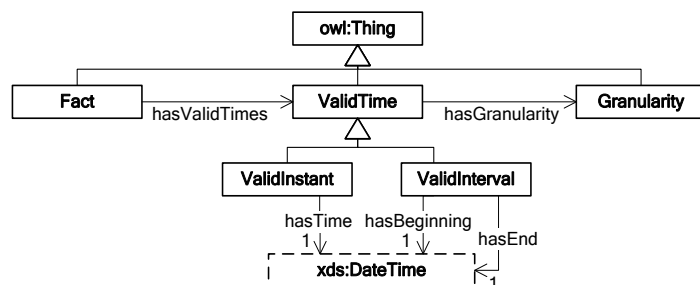 owl:Thing
Fact
ValidTime
Granularity
hasValidTimes
hasGranularity
ValidInstant
ValidInterval
hasTime
hasBeginning
hasEnd
1
1
xds:DateTime
1